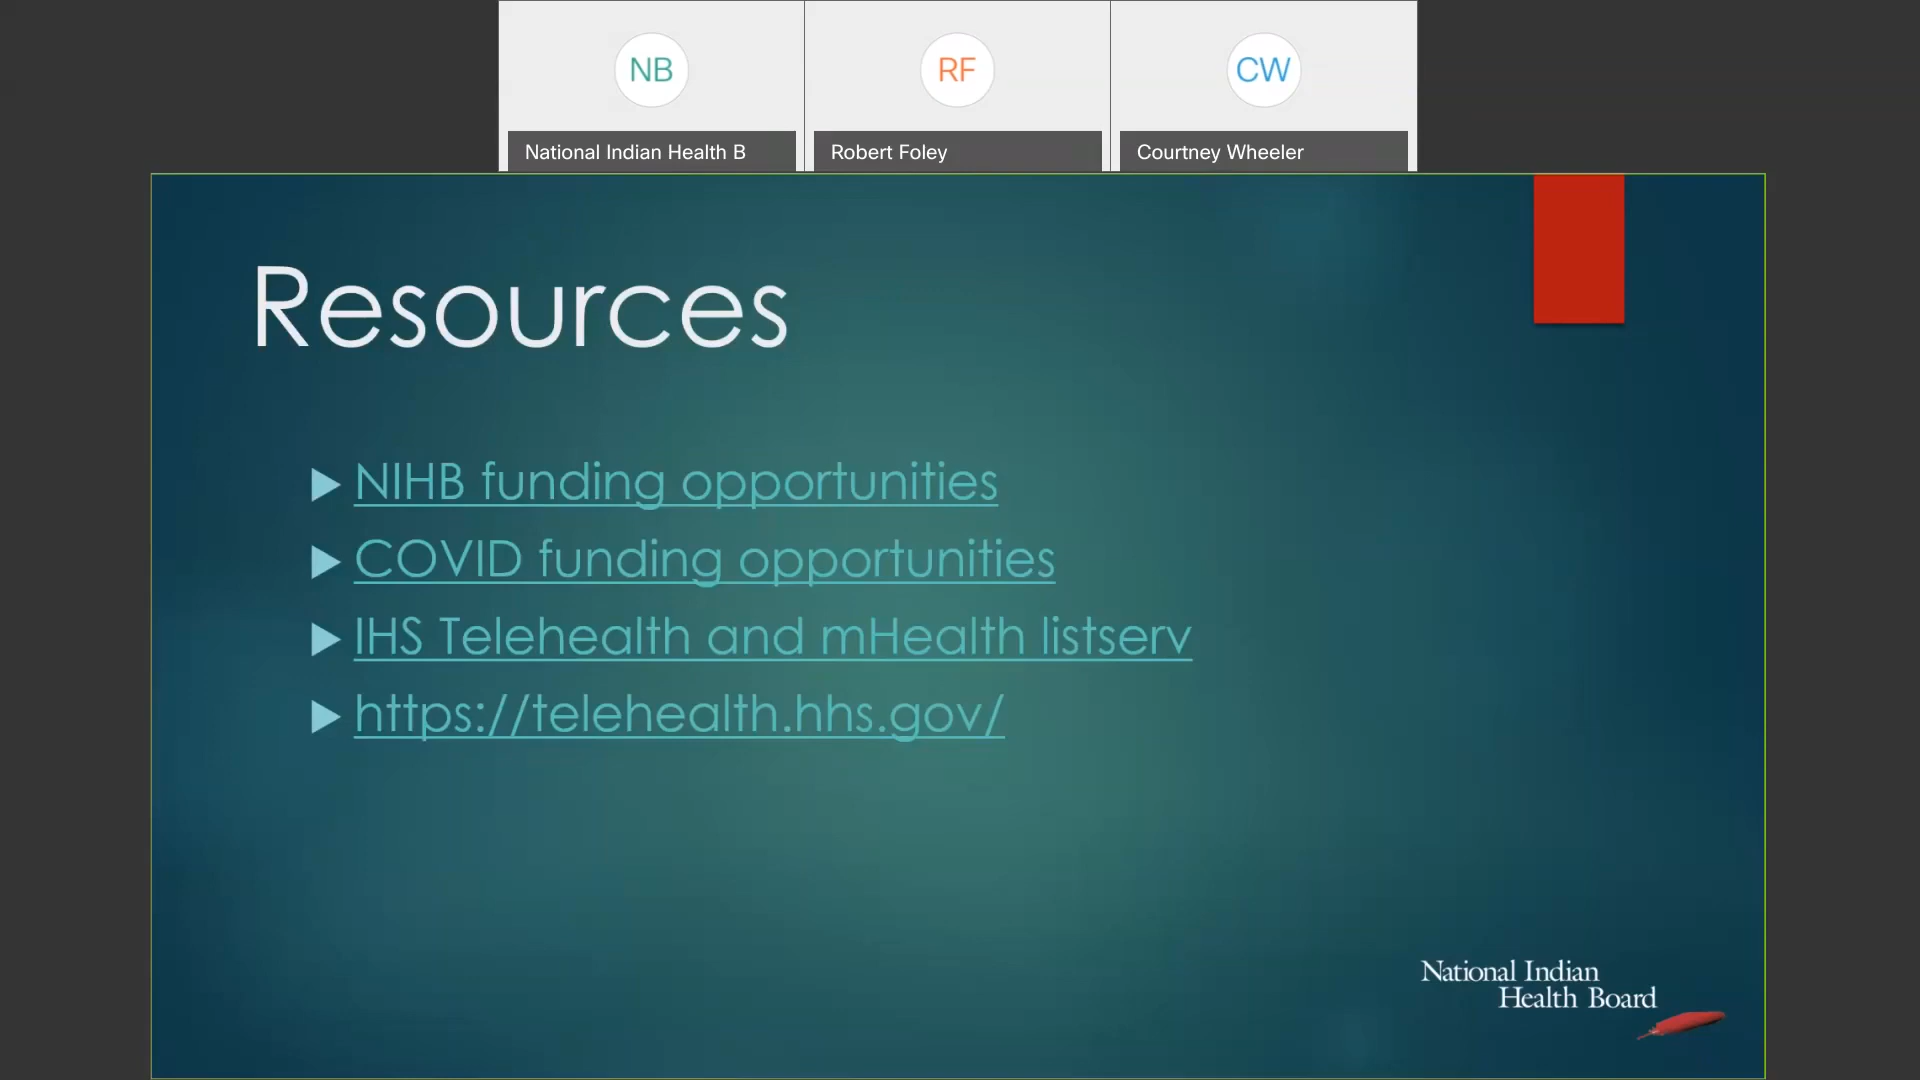 NB
RF
CW
National Indian Health B
Robert Foley
Courtney Wheeler
Resources
NIHB funding opportunities
COVID funding opportunities
IHS Telehealth and mHealth listserv
https://telehealth.hhs.gov/
National Indian
Health Board